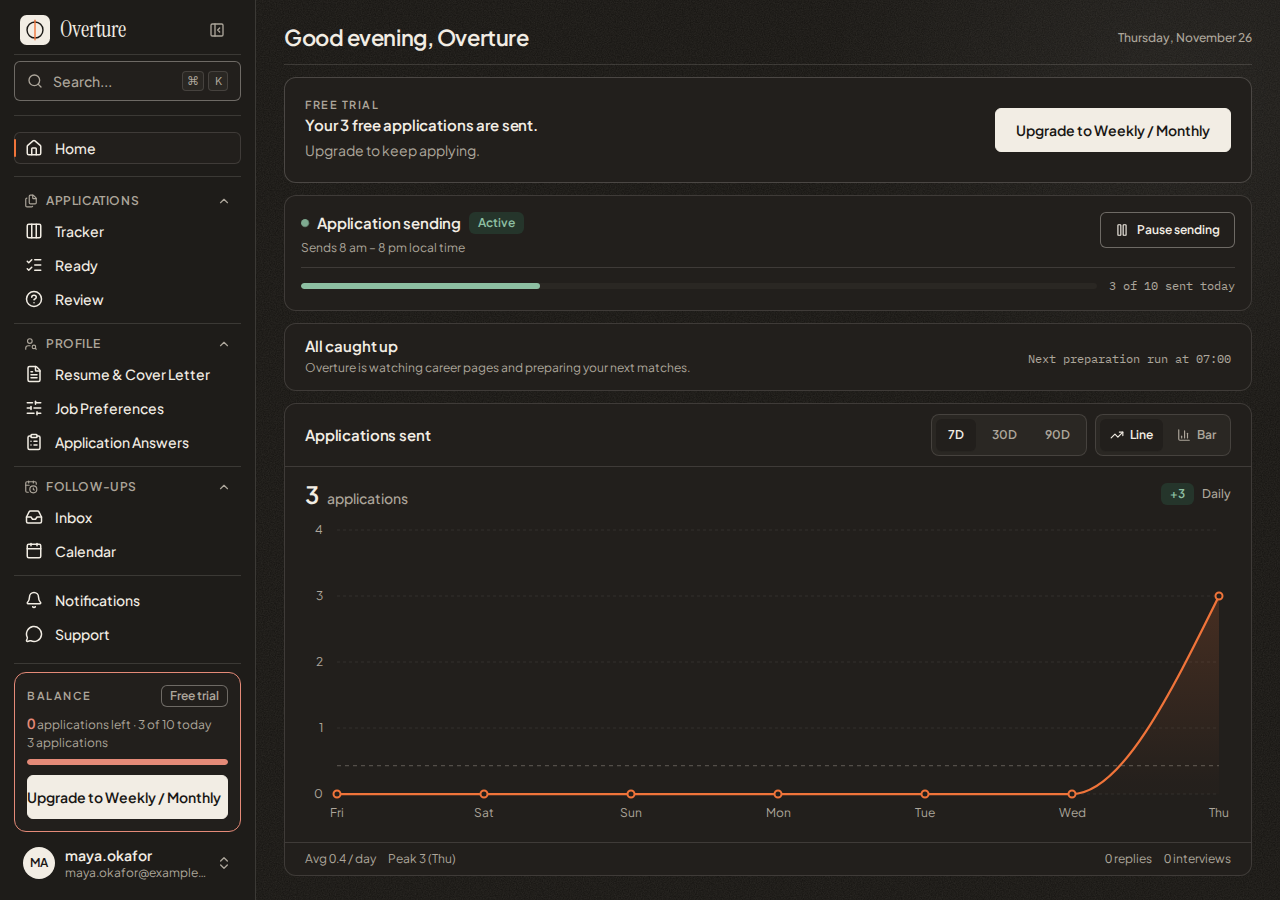 Overture
Search...
⌘ K
Home
APPLICATIONS
Tracker
Ready
Review
PROFILE
Resume & Cover Letter
Job Preferences
Application Answers
FOLLOW-UPS
Inbox
Calendar
Notifications
Support
BALANCE
Free trial
0 applications left · 3 of 10 today
3 applications
Upgrade to Weekly / Monthly
MA
maya.okafor
maya.okafor@example...
Good evening, Overture
Thursday, November 26
FREE TRIAL
Your 3 free applications are sent.
Upgrade to keep applying.
Upgrade to Weekly / Monthly
Application sending
Active
Sends 8 am – 8 pm local time
Pause sending
3 of 10 sent today
All caught up
Overture is watching career pages and preparing your next matches.
Next preparation run at 07:00
Applications sent
7D 30D 90D
Line Bar
3 applications
+3 Daily
4
3
2
1
0
Fri Sat Sun Mon Tue Wed Thu
Avg 0.4 / day Peak 3 (Thu)
0 replies 0 interviews